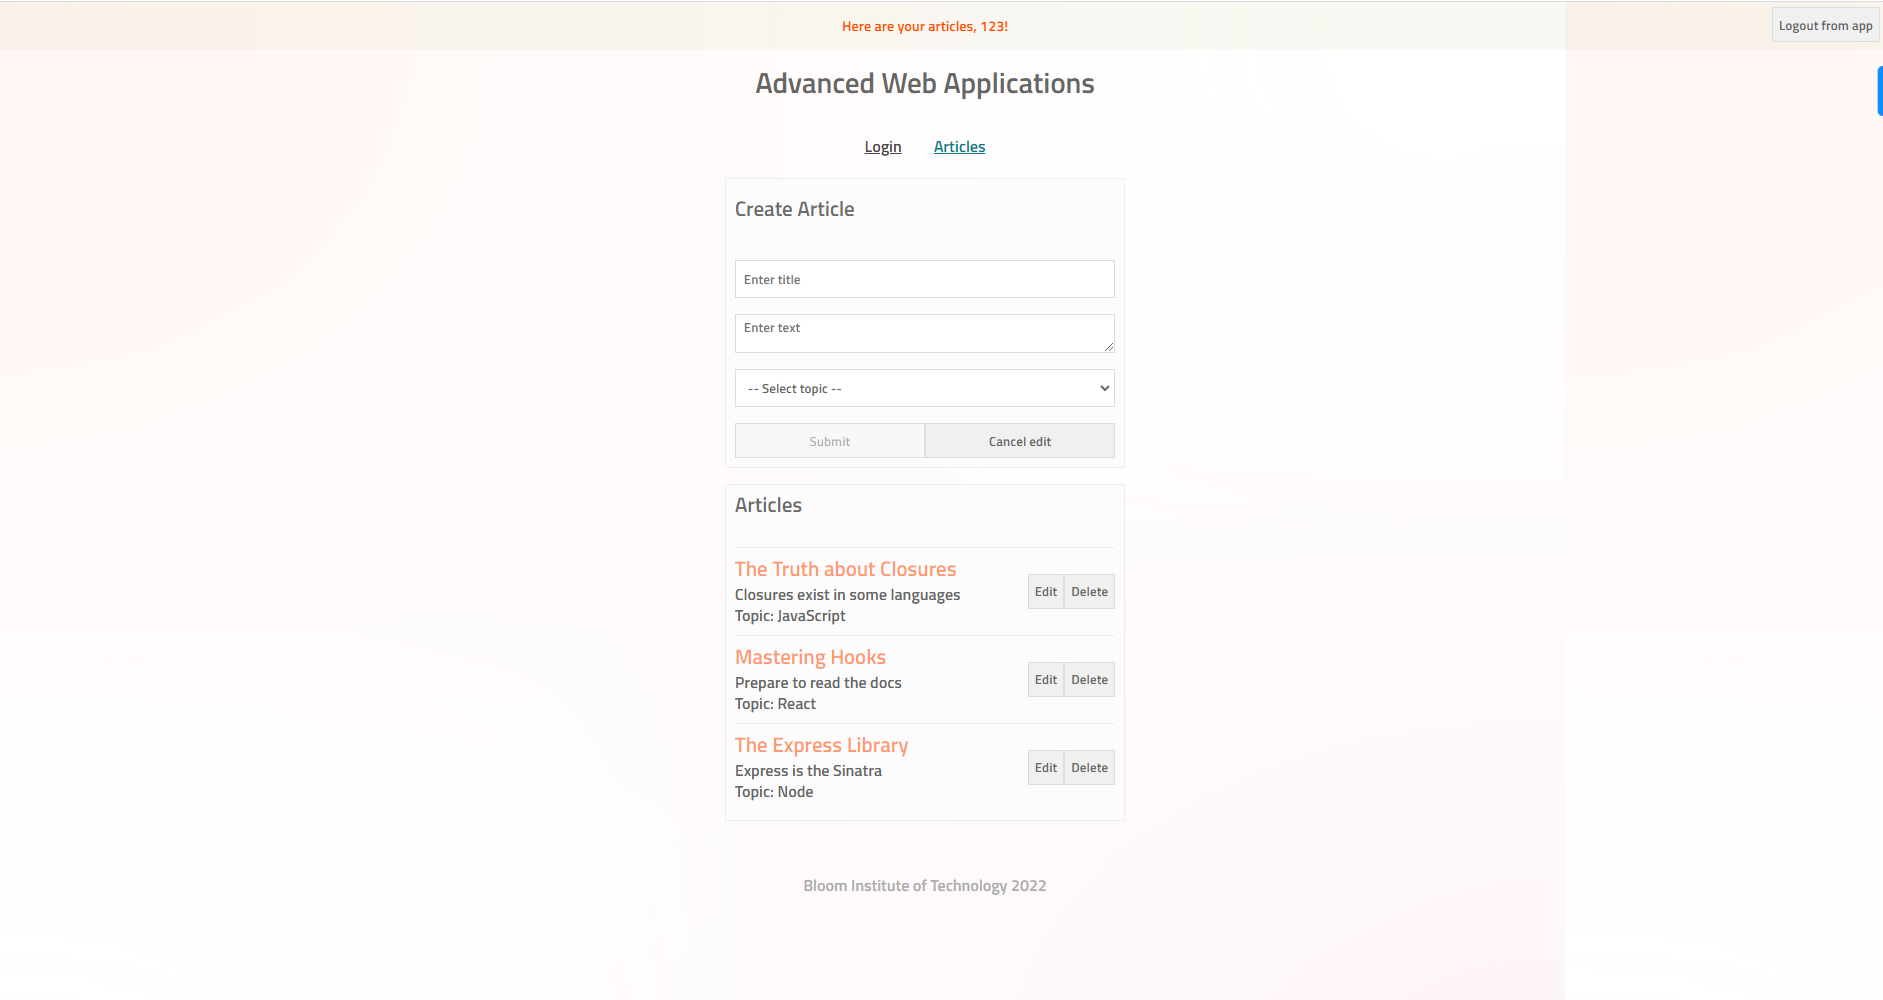 Here are your articles, 123!
Logout from app
Advanced Web Applications
Login Articles
Create Article
Enter title
Enter text
-- Select topic --
Submit Cancel edit
Articles
The Truth about Closures
Closures exist in some languages
Topic: JavaScript
Edit Delete
Mastering Hooks
Prepare to read the docs
Topic: React
Edit Delete
The Express Library
Express is the Sinatra
Topic: Node
Edit Delete
Bloom Institute of Technology 2022